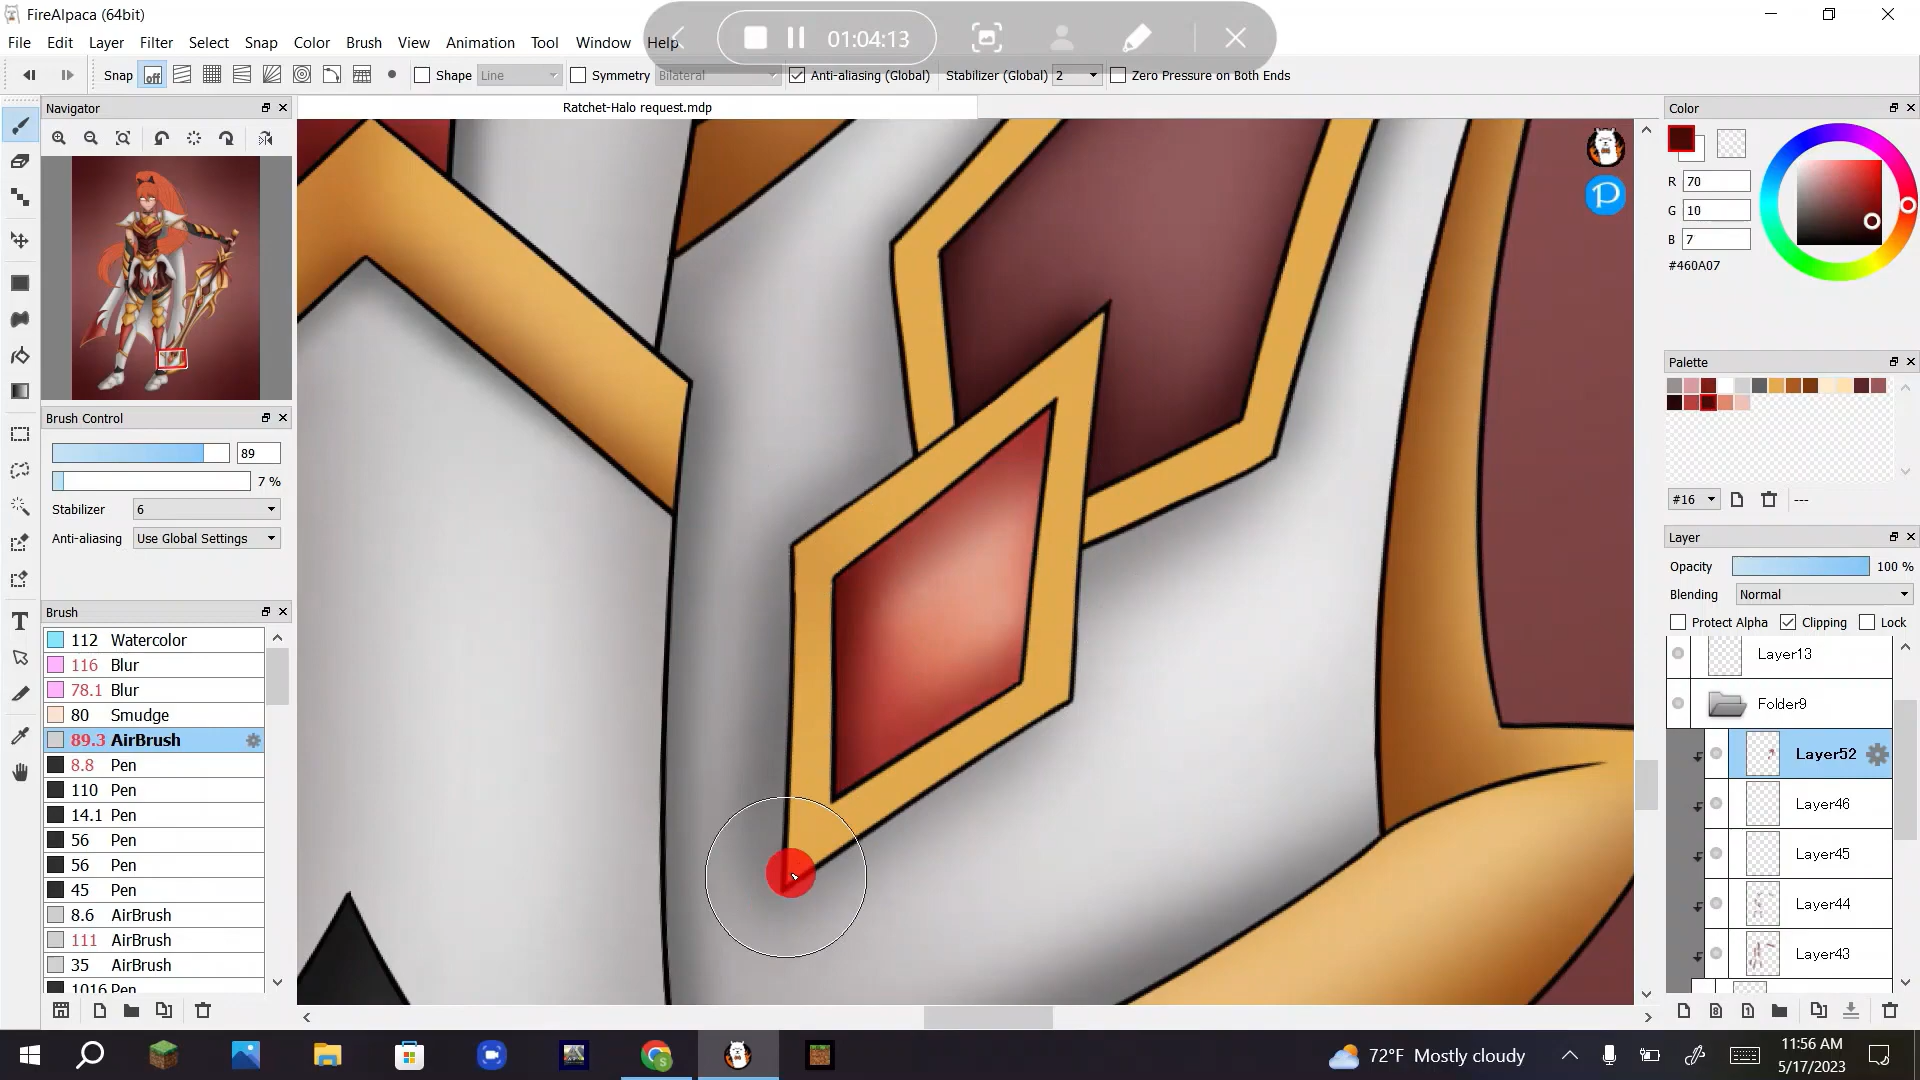 FireAlpaca (64bit)
01:04:13
File Edit Layer Filter Select Snap Color Brush View Animation Tool Window Help
Snap off Shape Line Symmetry Bilateral Anti-aliasing (Global) Stabilizer (Global) 2 Zero Pressure on Both Ends
Navigator
Ratchet-Halo request.mdp
Color
R 70
G 10
B 7
#460A07
Palette
#16 ---
Brush Control
89
7 %
Stabilizer 6
Anti-aliasing Use Global Settings
Brush
112 Watercolor
116 Blur
78.1 Blur
80 Smudge
89.3 AirBrush
8.8 Pen
110 Pen
14.1 Pen
56 Pen
56 Pen
45 Pen
8.6 AirBrush
111 AirBrush
35 AirBrush
1016 Pen
Layer
Opacity 100 %
Blending Normal
Protect Alpha Clipping Lock
Layer13
Folder9
Layer52
Layer46
Layer45
Layer44
Layer43
72°F Mostly cloudy
11:56 AM
5/17/2023